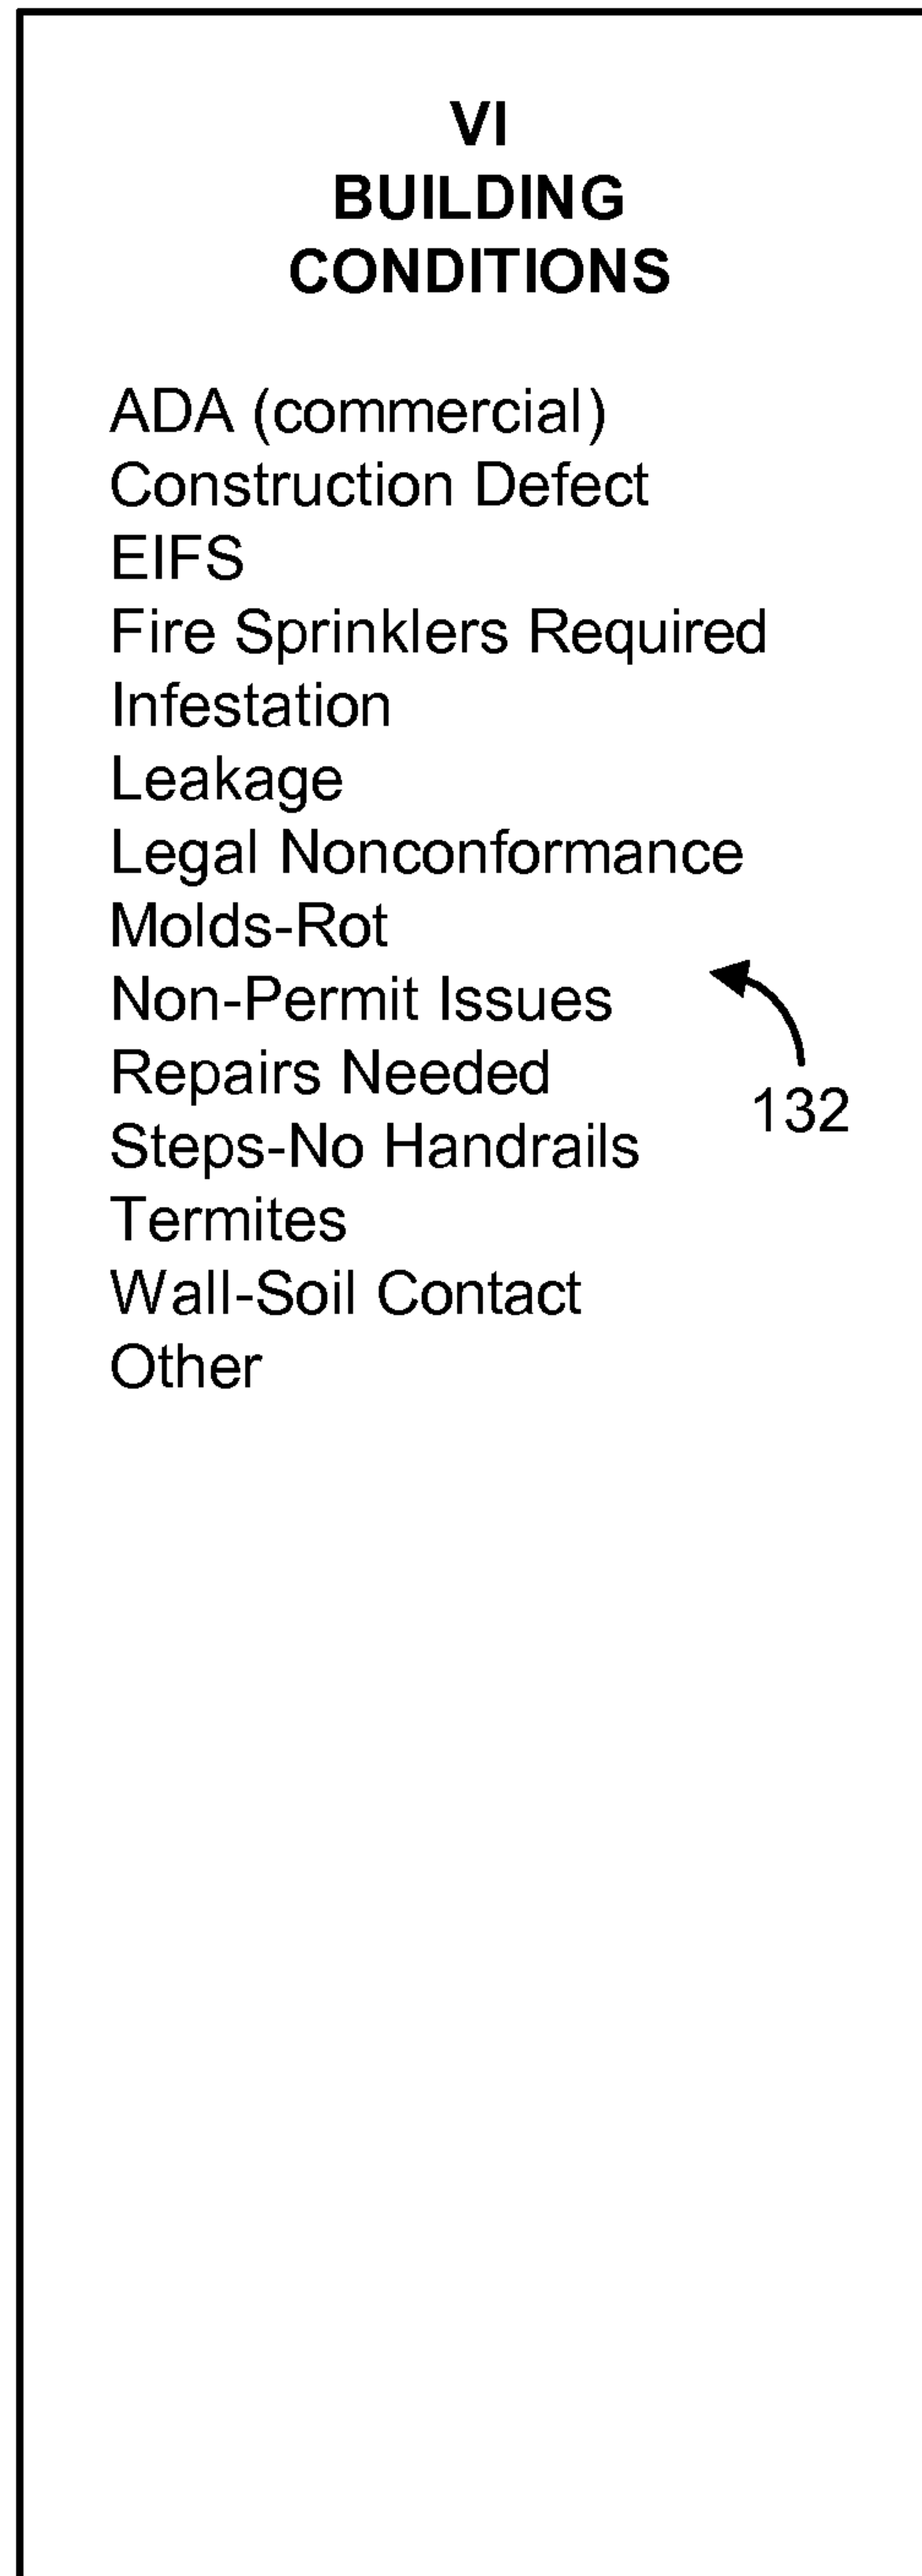 VI
BUILDING
CONDITIONS
ADA (commercial)
Construction Defect
EIFS
Fire Sprinklers Required
Infestation
Leakage
Legal Nonconformance
Molds-Rot
Non-Permit Issues
Repairs Needed
132
Steps-No Handrails
Termites
Wall-Soil Contact
Other